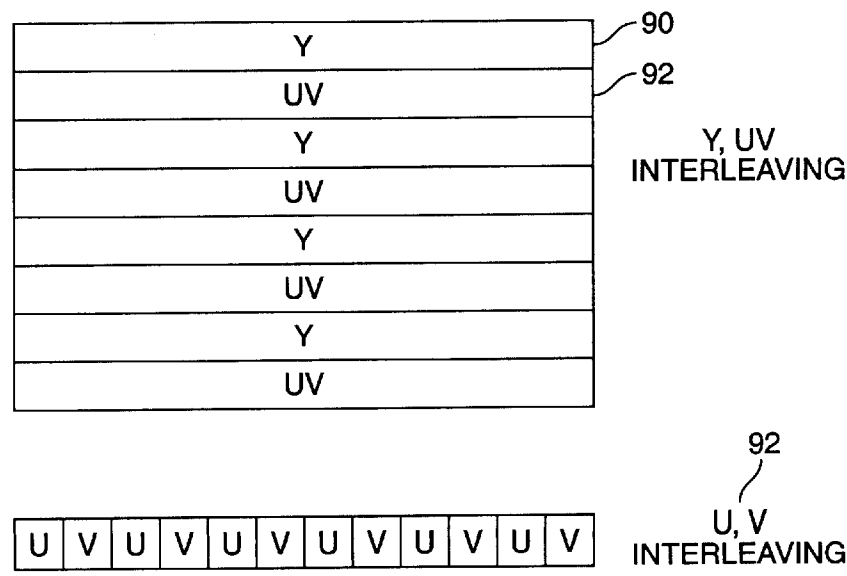 Y
90
UV
92
Y
Y, UV
INTERLEAVING
UV
Y
UV
Y
UV
92
U V U V U V U V U V U V
U, V
INTERLEAVING